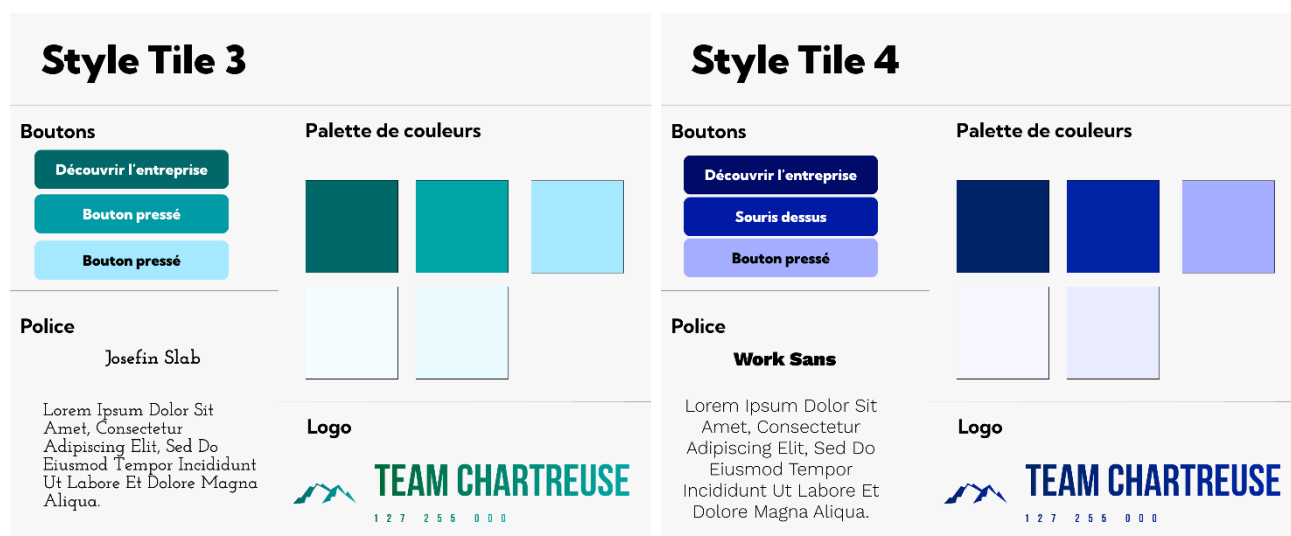 Style Tile 3
Boutons
Découvrir l'entreprise
Bouton pressé
Bouton pressé
Palette de couleurs
Police
Josefin Slab
Lorem Ipsum Dolor Sit
Amet, Consectetur
Adipiscing Elit, Sed Do
Eiusmod Tempor Incididunt
Ut Labore Et Dolore Magna
Aliqua.
Logo
TEAM CHARTREUSE
127 255 000
Style Tile 4
Boutons
Découvrir l'entreprise
Souris dessus
Bouton pressé
Palette de couleurs
Police
Work Sans
Lorem Ipsum Dolor Sit
Amet, Consectetur
Adipiscing Elit, Sed Do
Eiusmod Tempor
Incididunt Ut Labore Et
Dolore Magna Aliqua.
Logo
TEAM CHARTREUSE
127 255 000